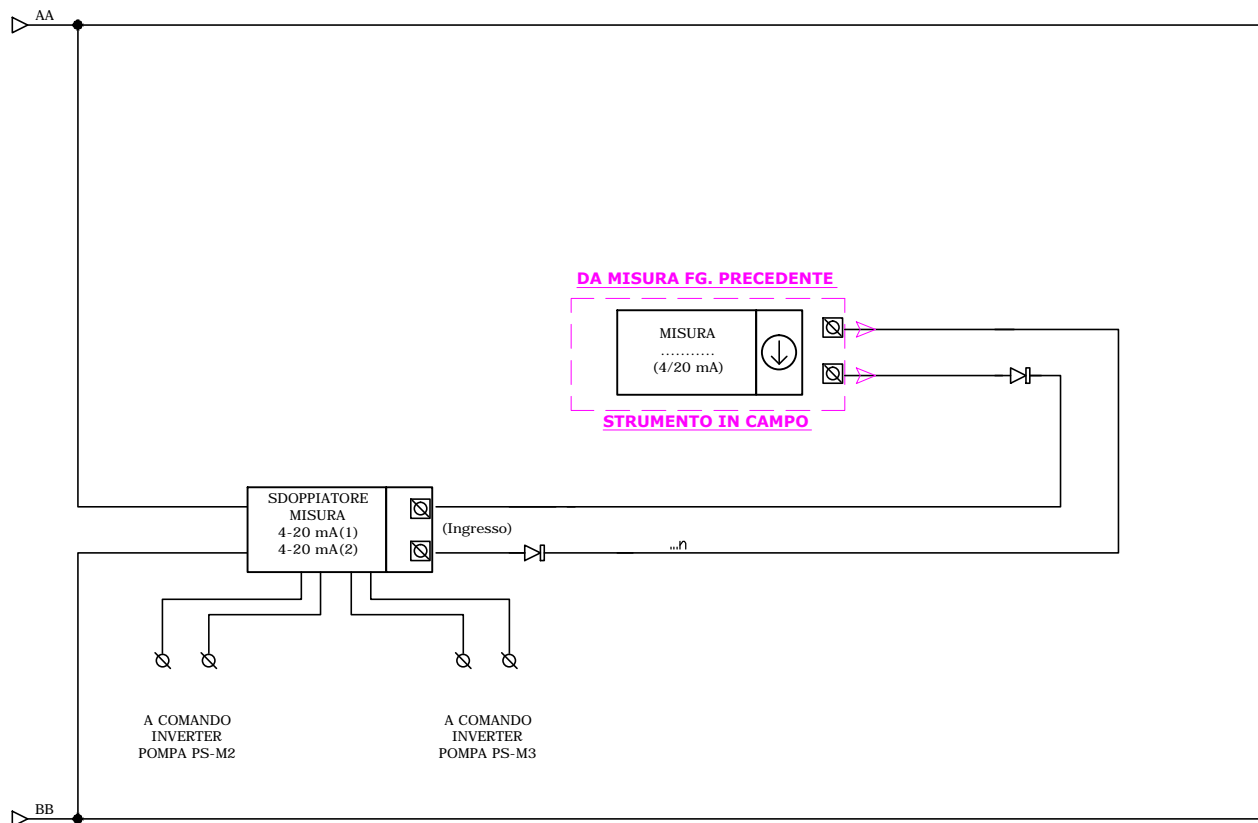 AA
DA MISURA FG. PRECEDENTE
MISURA
...........
(4/20 mA)
STRUMENTO IN CAMPO
SDOPPIATORE
MISURA
4-20 mA(1)
4-20 mA(2)
(Ingresso)
...n
A COMANDO
INVERTER
POMPA PS-M2
A COMANDO
INVERTER
POMPA PS-M3
BB